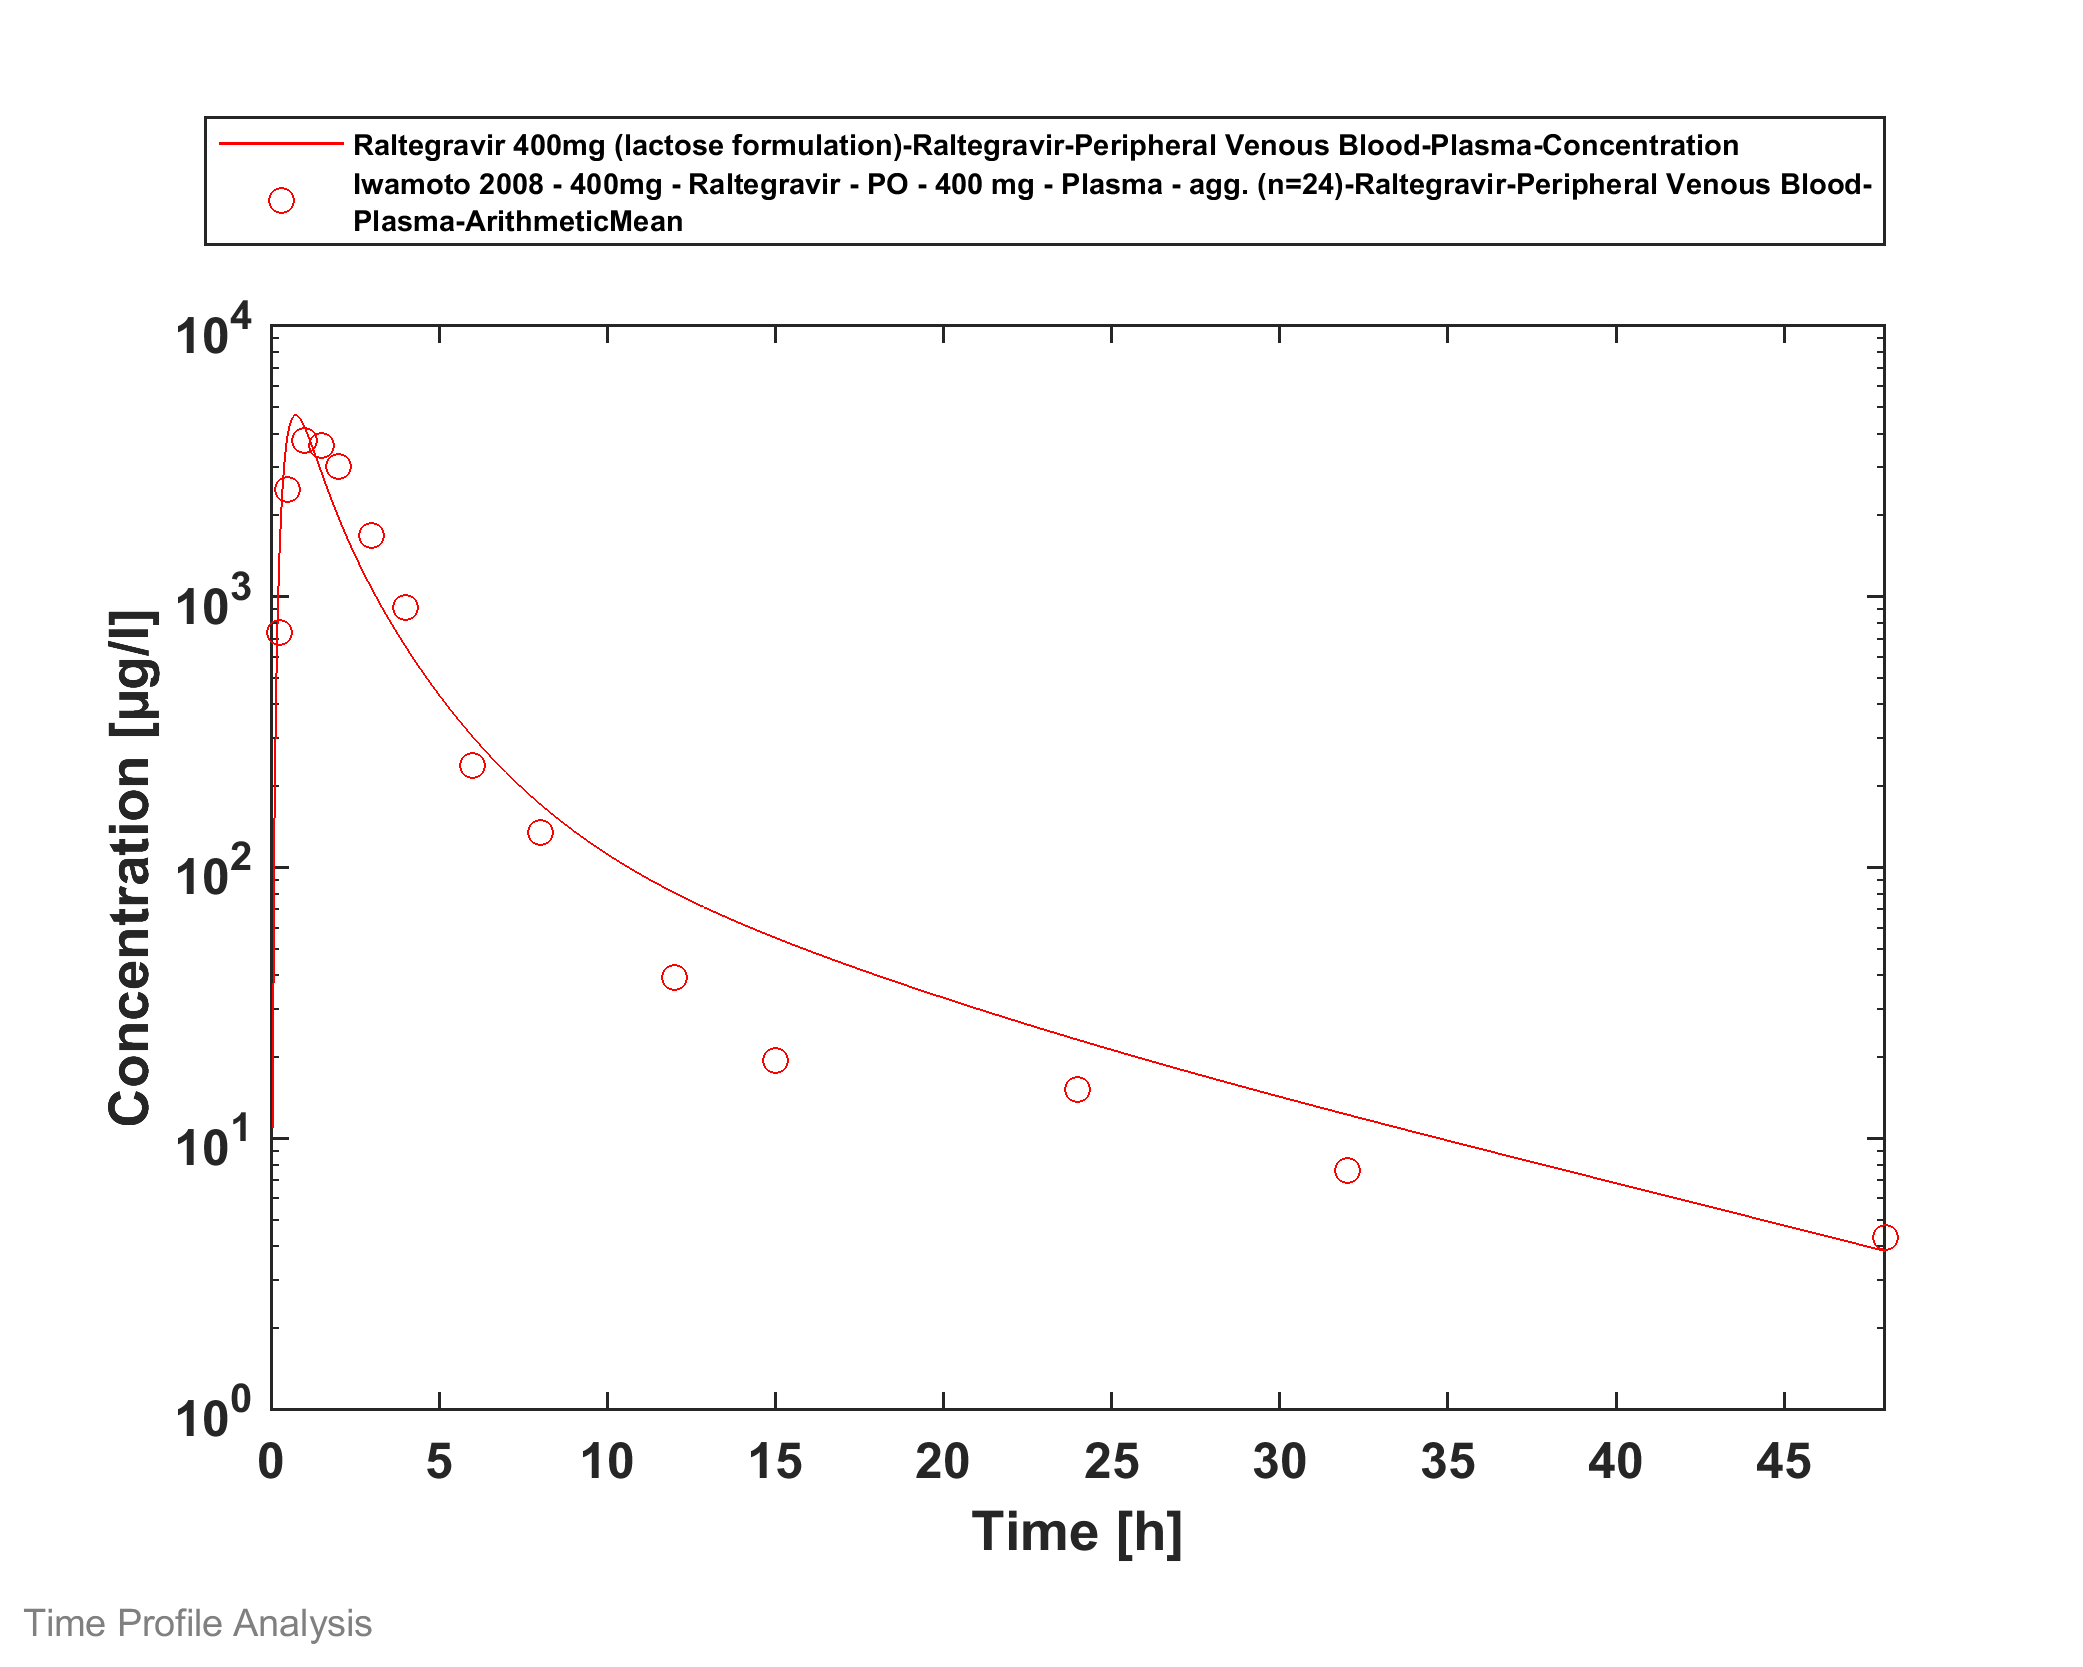 Raltegravir 400mg (lactose formulation)-Raltegravir-Peripheral Venous Blood-Plasma-Concentration
Iwamoto 2008 - 400mg - Raltegravir - PO - 400 mg - Plasma - agg. (n=24)-Raltegravir-Peripheral Venous Blood-
Plasma-ArithmeticMean
10^4
10^3
10^2
10^1
10^0
Concentration [µg/l]
0 5 10 15 20 25 30 35 40 45
Time [h]
Time Profile Analysis